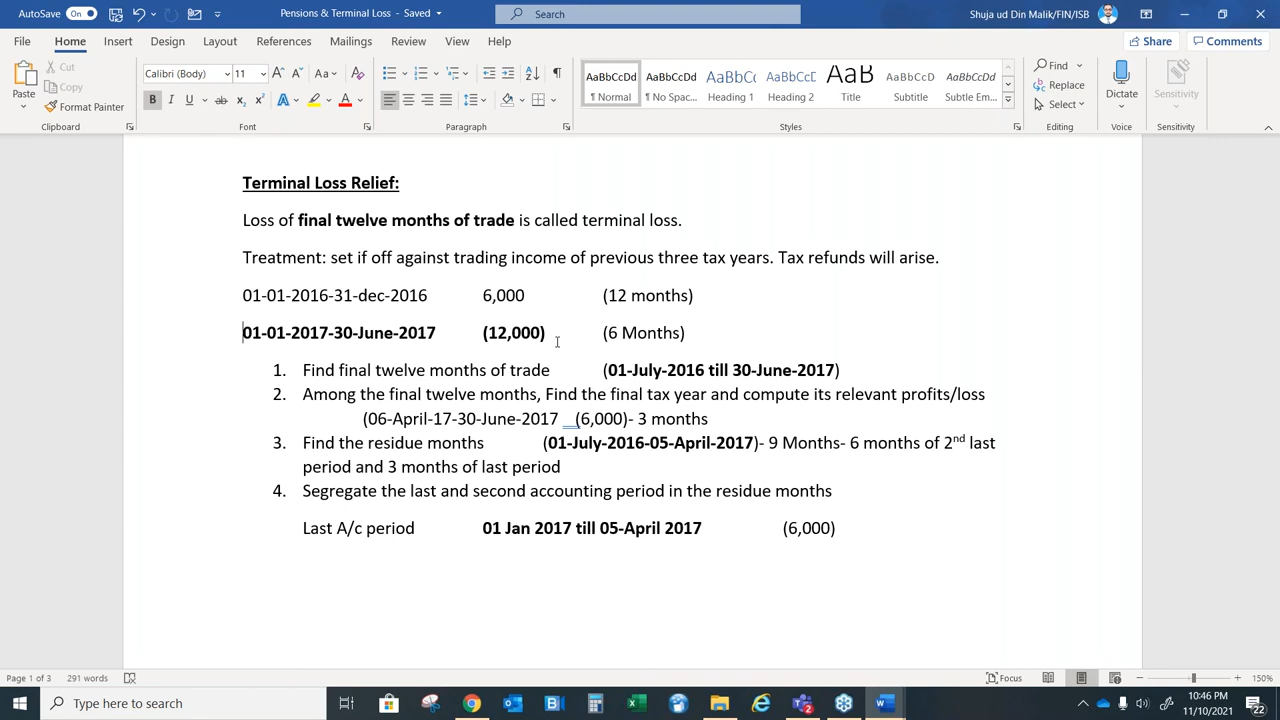 AutoSave On Pensions & Terminal Loss - Saved Search Shuja ud Din Malik/FIN/ISB
File Home Insert Design Layout References Mailings Review View Help Share Comments
Paste Cut Copy Format Painter
Calibri (Body) 11 Aa
B I U ab x₂ x² A A
AaBbCcDd AaBbCcDd AaBbC( AaBbCcE AaB AaBbCcD AaBbCcDd
¶ Normal ¶ No Spac... Heading 1 Heading 2 Title Subtitle Subtle Em...
Find Replace Select
Dictate Sensitivity
Clipboard Font Paragraph Styles Editing Voice Sensitivity
Terminal Loss Relief:
Loss of final twelve months of trade is called terminal loss.
Treatment: set if off against trading income of previous three tax years. Tax refunds will arise.
01-01-2016-31-dec-2016 6,000 (12 months)
01-01-2017-30-June-2017 (12,000) (6 Months)
1. Find final twelve months of trade (01-July-2016 till 30-June-2017)
2. Among the final twelve months, Find the final tax year and compute its relevant profits/loss
(06-April-17-30-June-2017 (6,000)- 3 months
3. Find the residue months (01-July-2016-05-April-2017)- 9 Months- 6 months of 2nd last
period and 3 months of last period
4. Segregate the last and second accounting period in the residue months
Last A/c period 01 Jan 2017 till 05-April 2017 (6,000)
Page 1 of 3 291 words Focus 150%
Type here to search 10:46 PM
11/10/2021 22